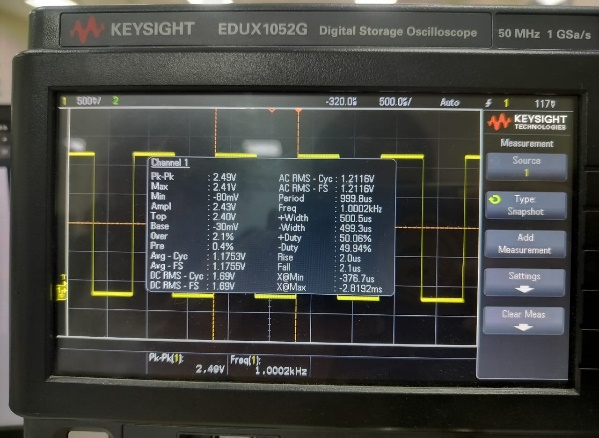 KEYSIGHT EDUX1052G Digital Storage Oscilloscope 50 MHz 1 GSa/s
1 500▽/ 2 -320.0▒ 500.0▒/ Auto 1 117▽
KEYSIGHT
TECHNOLOGIES
Measurement
Source
1
Type:
Snapshot
Add
Measurement
Settings
Clear Meas
Channel 1
Pk-Pk : 2.49V
Max : 2.41V
Min : -80mV
Ampl : 2.43V
Top : 2.40V
Base : -30mV
Over : 2.1%
Pre : 0.4%
Avg - Cyc : 1.1753V
Avg - FS : 1.1755V
DC RMS - Cyc : 1.69V
DC RMS - FS : 1.69V
AC RMS - Cyc : 1.2116V
AC RMS - FS : 1.2116V
Period : 999.8us
Freq : 1.0002kHz
+Width : 500.5us
-Width : 499.3us
+Duty : 50.06%
-Duty : 49.94%
Rise : 2.0us
Fall : 2.1us
X@Min : -376.7us
X@Max : -2.0192ms
Pk-Pk(1): 2.49V
Freq(1): 1.0002kHz